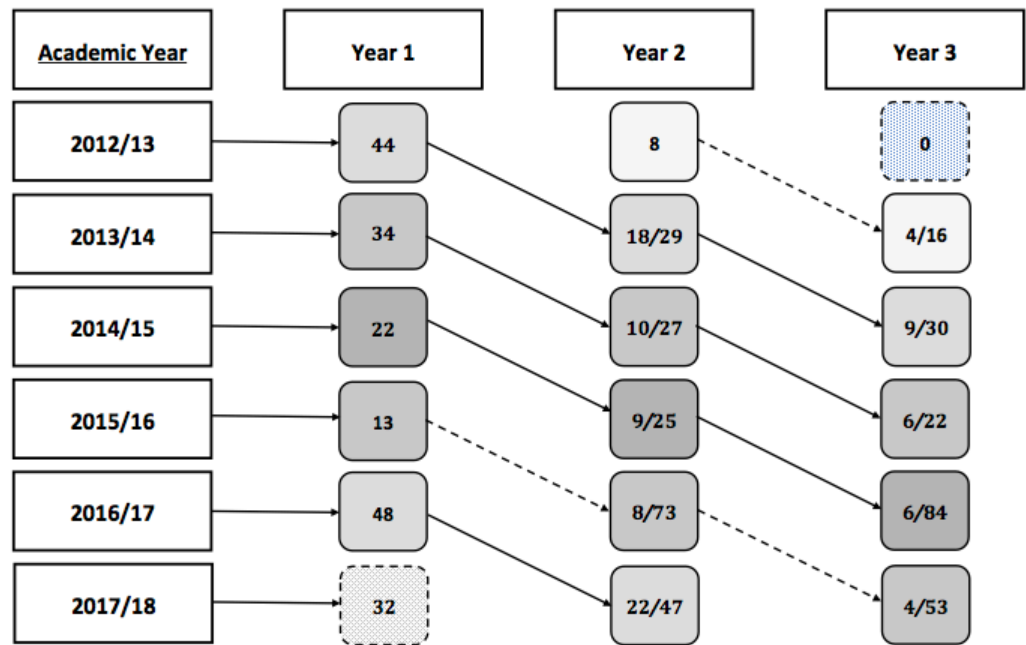 Academic Year Year 1 Year 2 Year 3
2012/13 44 8 0
2013/14 34 18/29 4/16
2014/15 22 10/27 9/30
2015/16 13 9/25 6/22
2016/17 48 8/73 6/84
2017/18 32 22/47 4/53